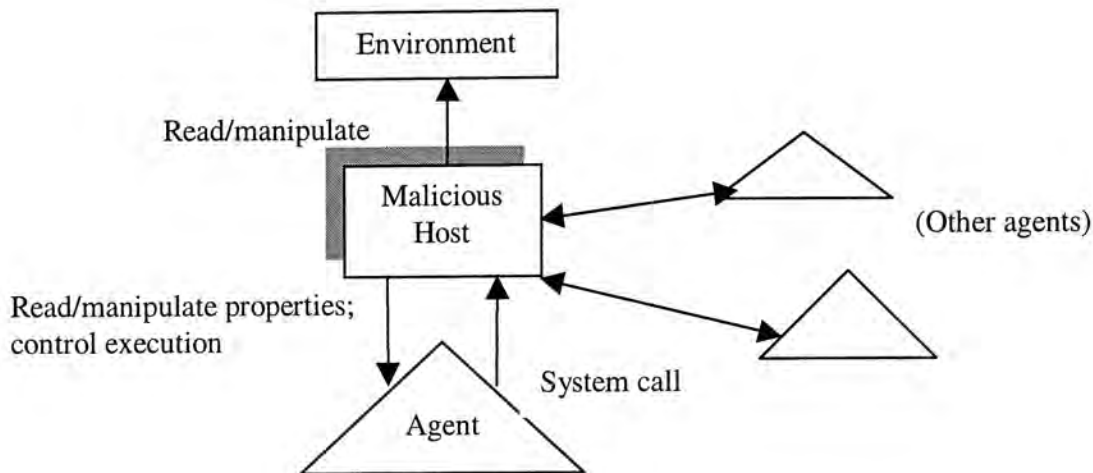 Environment
Read/manipulate
Malicious
Host
(Other agents)
Read/manipulate properties;
control execution
System call
Agent